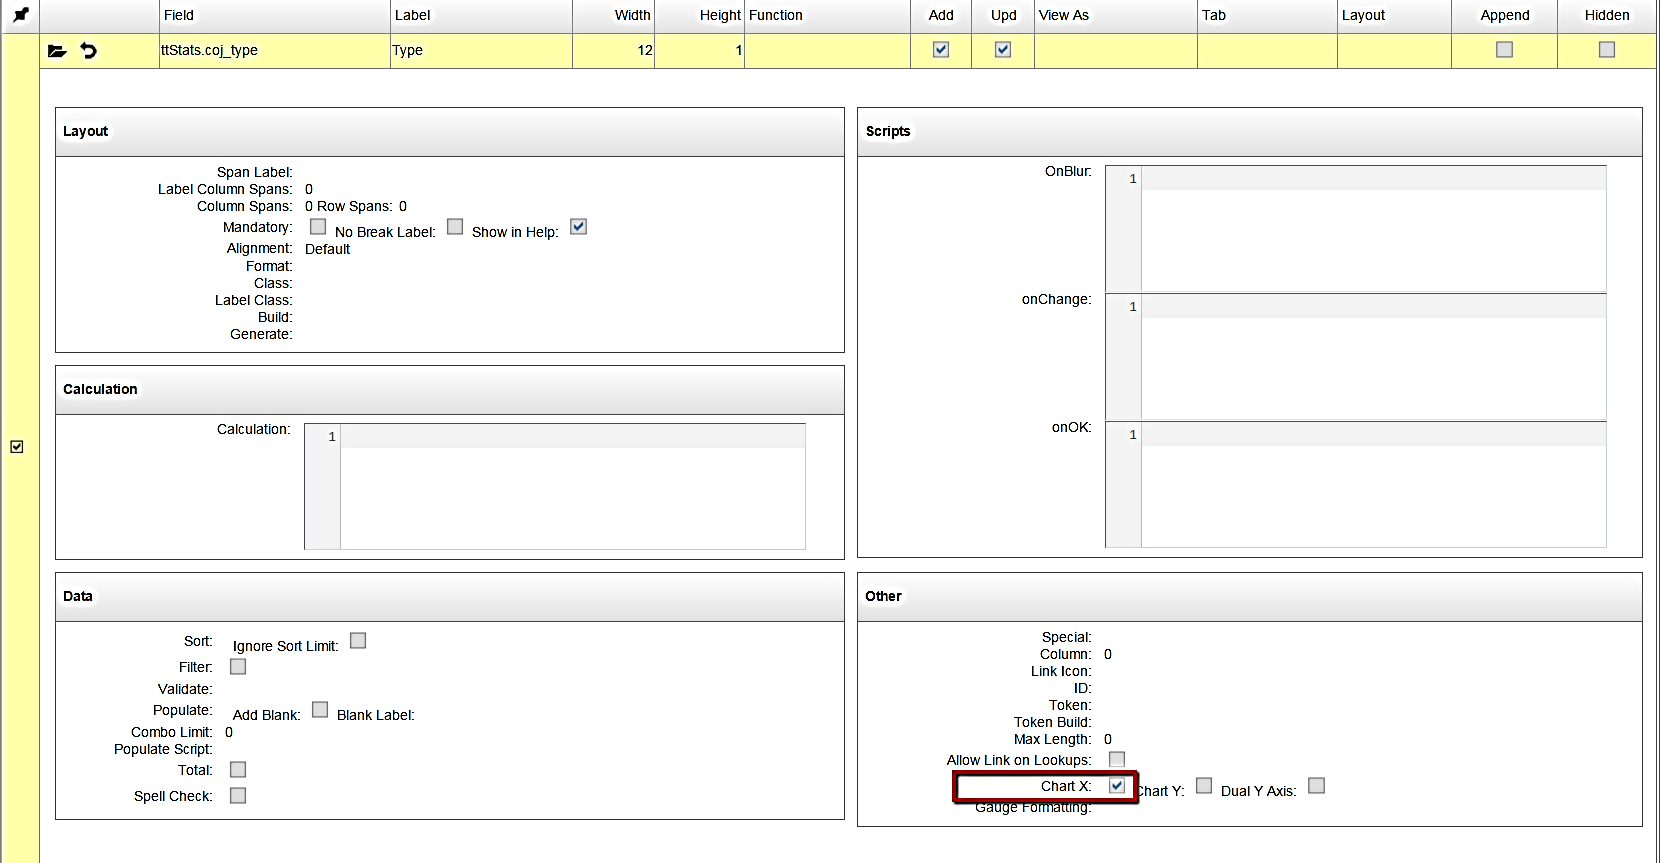 Field Label Width Height Function Add Upd View As Tab Layout Append Hidden
ttStats.coj_type Type 12 1
Layout
Span Label:
Label Column Spans: 0
Column Spans: 0 Row Spans: 0
Mandatory: No Break Label: Show in Help:
Alignment: Default
Format:
Class:
Label Class:
Build:
Generate:
Scripts
OnBlur: 1
onChange: 1
onOK: 1
Calculation
Calculation: 1
Data
Sort: Ignore Sort Limit:
Filter:
Validate:
Populate: Add Blank: Blank Label:
Combo Limit: 0
Populate Script:
Total:
Spell Check:
Other
Special:
Column: 0
Link Icon:
ID:
Token:
Token Build:
Max Length: 0
Allow Link on Lookups:
Chart X: Chart Y: Dual Y Axis:
Gauge Formatting: